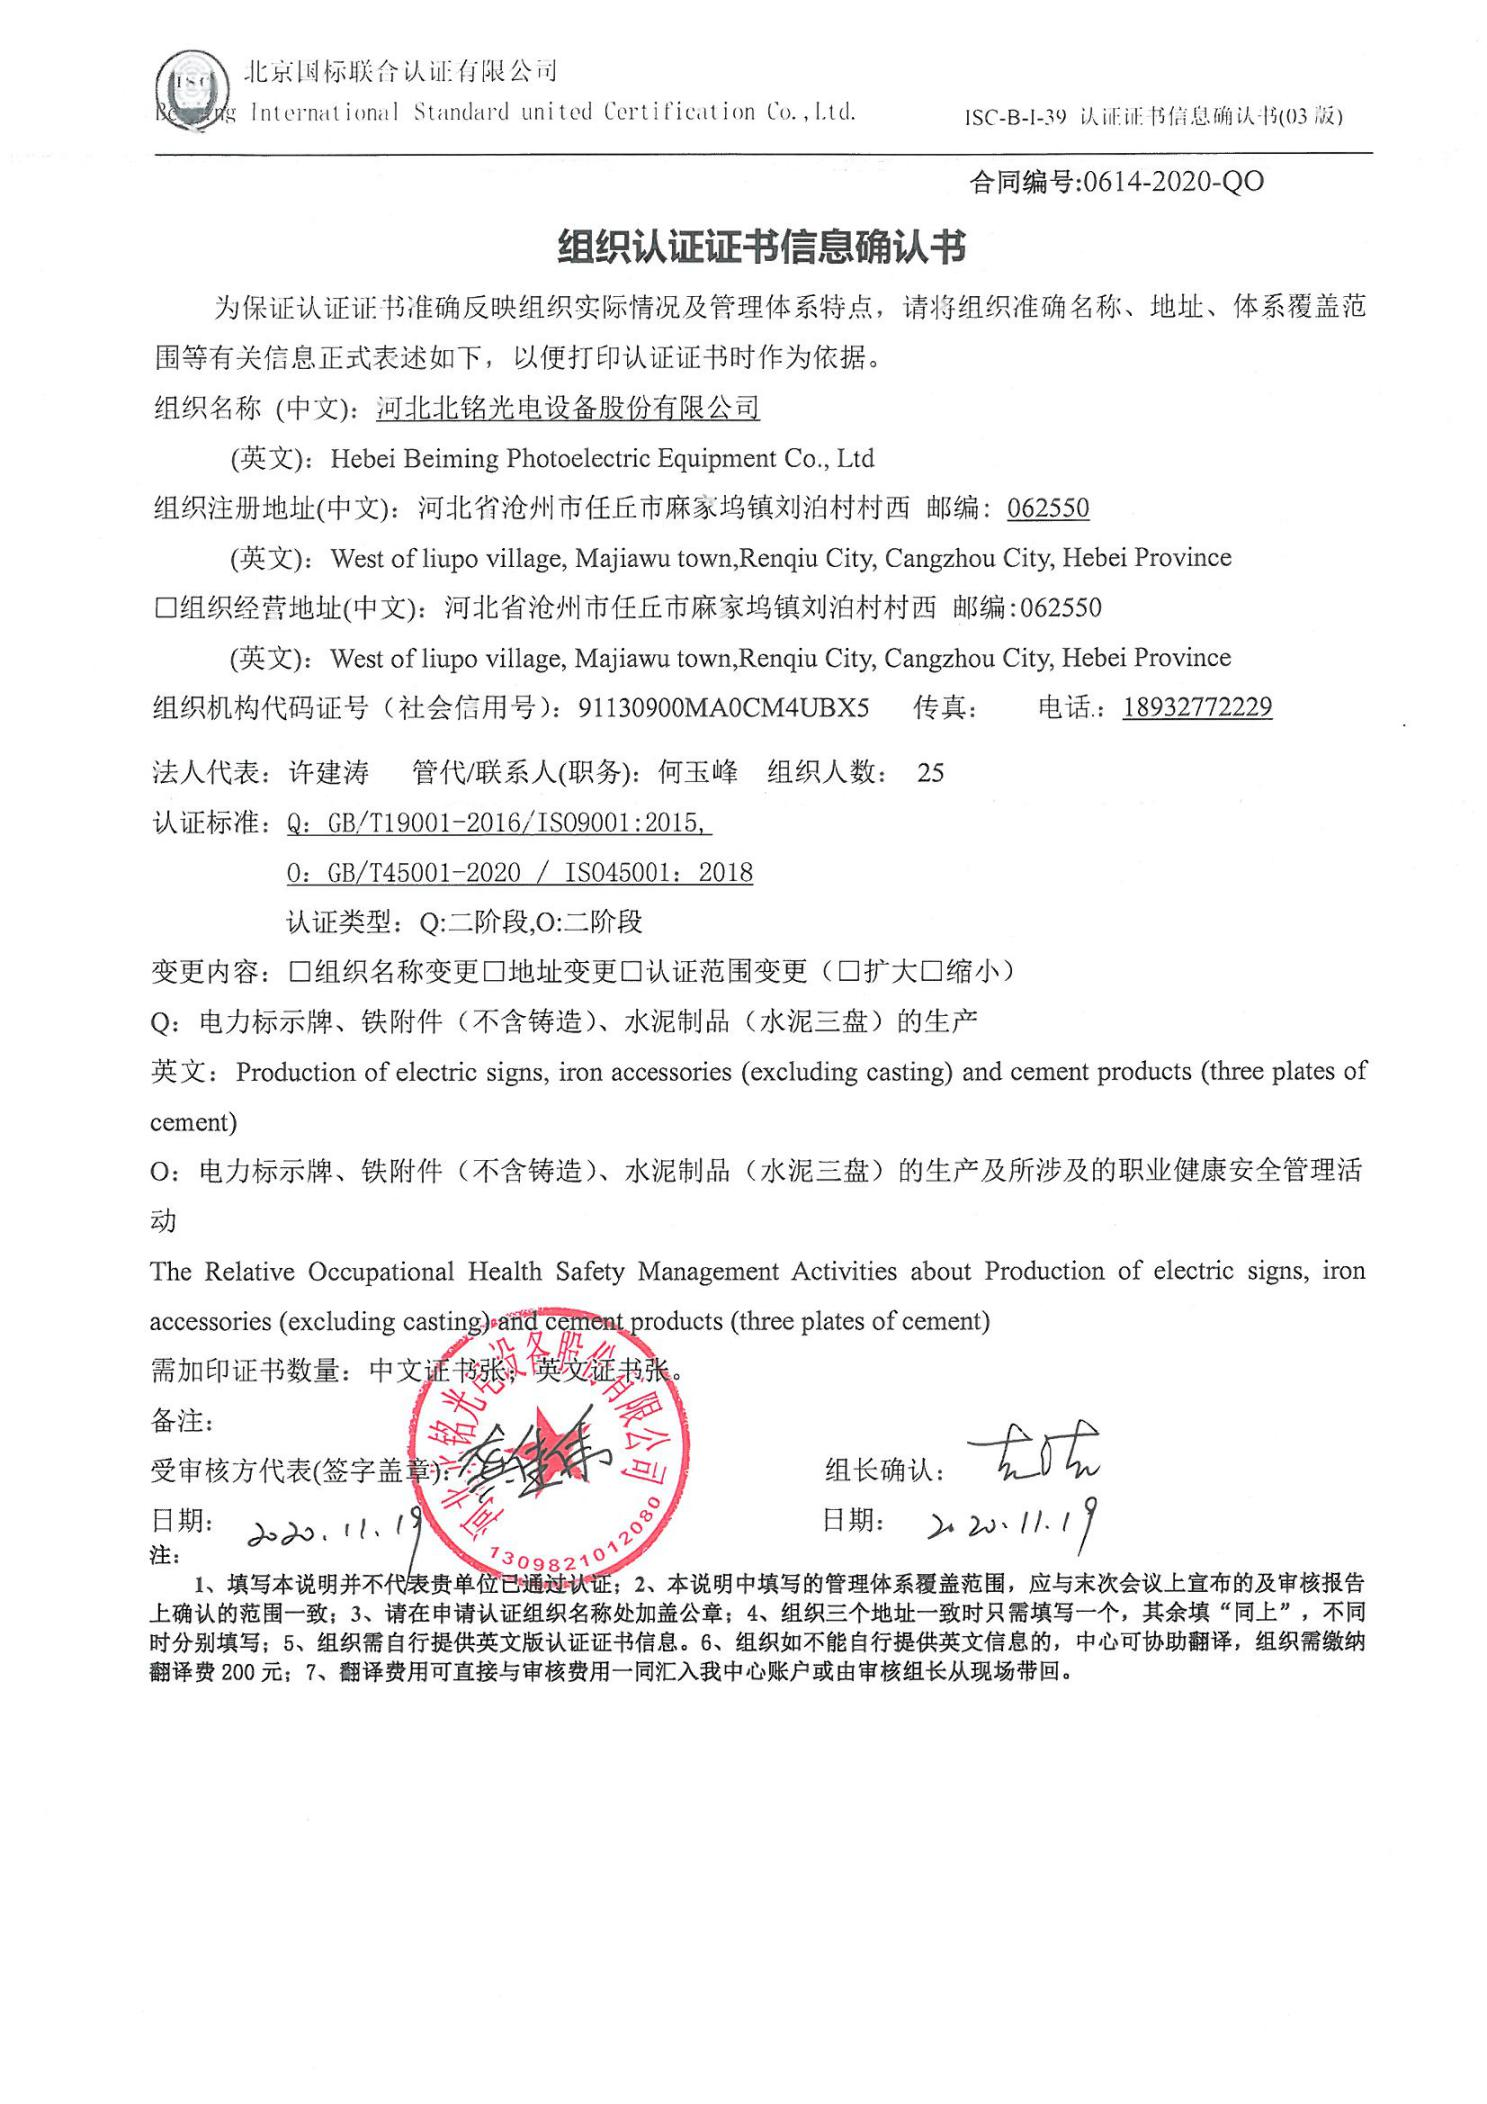 ISC
北京国标联合认证有限公司
Beijing International Standard united Certification Co.,Ltd.
ISC-B-I-39 认证证书信息确认书(03 版)
合同编号:0614-2020-QO
组织认证证书信息确认书
为保证认证证书准确反映组织实际情况及管理体系特点，请将组织准确名称、地址、体系覆盖范
围等有关信息正式表述如下，以便打印认证证书时作为依据。
组织名称 (中文)：河北北铭光电设备股份有限公司
(英文)：Hebei Beiming Photoelectric Equipment Co., Ltd
组织注册地址(中文)：河北省沧州市任丘市麻家坞镇刘泊村村西 邮编：062550
(英文)：West of liupo village, Majiawu town,Renqiu City, Cangzhou City, Hebei Province
□组织经营地址(中文)：河北省沧州市任丘市麻家坞镇刘泊村村西 邮编:062550
(英文)：West of liupo village, Majiawu town,Renqiu City, Cangzhou City, Hebei Province
组织机构代码证号（社会信用号）：91130900MA0CM4UBX5 传真： 电话.：18932772229
法人代表：许建涛 管代/联系人(职务)：何玉峰 组织人数： 25
认证标准：Q：GB/T19001-2016/ISO9001:2015,
O：GB/T45001-2020 / ISO45001：2018
认证类型：Q:二阶段,O:二阶段
变更内容：□组织名称变更□地址变更□认证范围变更（□扩大□缩小）
Q：电力标示牌、铁附件（不含铸造）、水泥制品（水泥三盘）的生产
英文：Production of electric signs, iron accessories (excluding casting) and cement products (three plates of
cement)
O：电力标示牌、铁附件（不含铸造）、水泥制品（水泥三盘）的生产及所涉及的职业健康安全管理活
动
The Relative Occupational Health Safety Management Activities about Production of electric signs, iron
accessories (excluding casting) and cement products (three plates of cement)
需加印证书数量：中文证书张；英文证书张。
备注：
受审核方代表(签字盖章)：
组长确认：
日期： 2020.11.19
日期： 2020.11.19
河北北铭光电设备股份有限公司
1309821012080
注：
1、填写本说明并不代表贵单位已通过认证；2、本说明中填写的管理体系覆盖范围，应与末次会议上宣布的及审核报告
上确认的范围一致；3、请在申请认证组织名称处加盖公章；4、组织三个地址一致时只需填写一个，其余填“同上”，不同
时分别填写；5、组织需自行提供英文版认证证书信息。6、组织如不能自行提供英文信息的，中心可协助翻译，组织需缴纳
翻译费 200 元；7、翻译费用可直接与审核费用一同汇入我中心账户或由审核组长从现场带回。